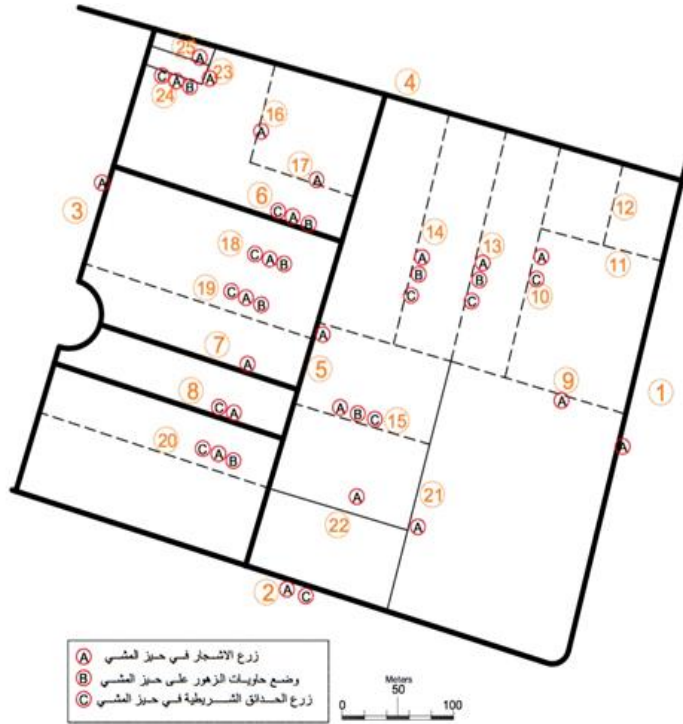 25
A
4
23
A
C A B
24
16
A
17
A
A
3
6
C A B
12
14
13
11
18
C A B
A
B
C
A
B
C
A
C
10
19
C A B
A
7
A
5
9
A
1
8
C A
A B C
15
20
C A B
A
A
22
21
A
2
A C
A زرع الاشجار في حيز المشي
B وضع حاويات الزهور على حيز المشي
C زرع الحدائق الشريطية في حيز المشي
Meters
0 50 100